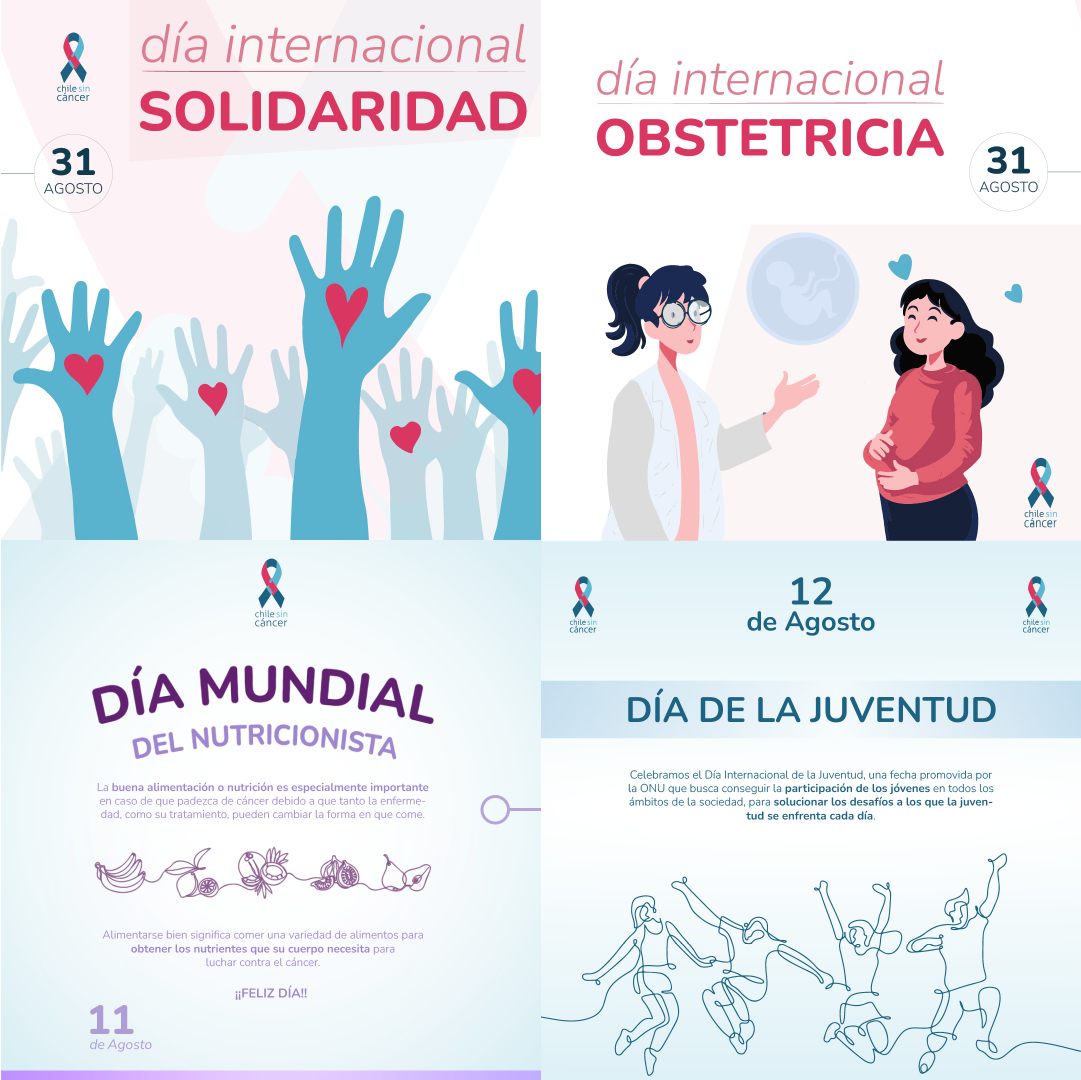 chile sin
cáncer
día internacional
SOLIDARIDAD
31
AGOSTO
día internacional
OBSTETRICIA
31
AGOSTO
chile sin
cáncer
chile sin
cáncer
DÍA MUNDIAL
DEL NUTRICIONISTA
La buena alimentación o nutrición es especialmente importante
en caso de que padezca de cáncer debido a que tanto la enferme-
dad, como su tratamiento, pueden cambiar la forma en que come.
Alimentarse bien significa comer una variedad de alimentos para
obtener los nutrientes que su cuerpo necesita para
luchar contra el cáncer.
¡¡FELIZ DÍA!!
11
de Agosto
chile sin
cáncer
12
de Agosto
chile sin
cáncer
DÍA DE LA JUVENTUD
Celebramos el Día Internacional de la Juventud, una fecha promovida por
la ONU que busca conseguir la participación de los jóvenes en todos los
ámbitos de la sociedad, para solucionar los desafíos a los que la juven-
tud se enfrenta cada día.